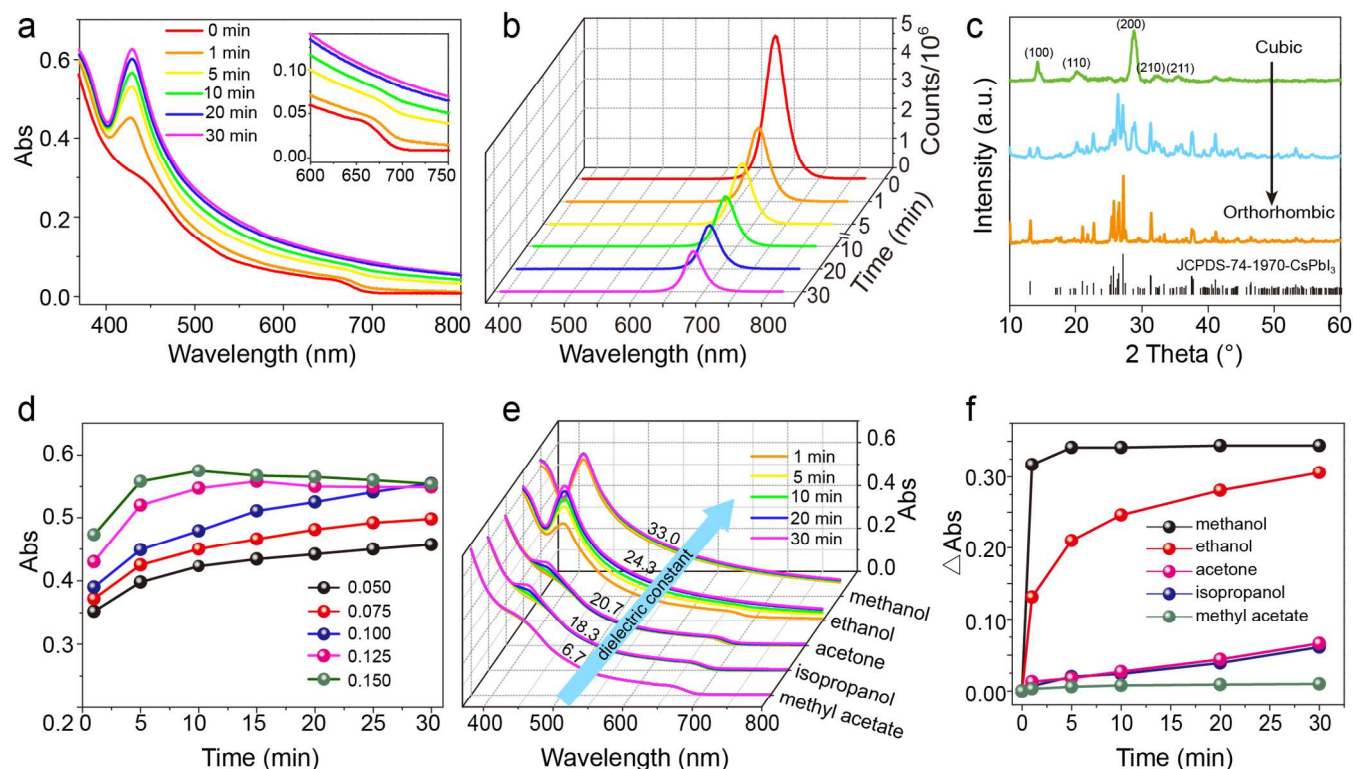 a
0 min
1 min
5 min
10 min
20 min
30 min
0.6
0.4
0.2
0.0
Abs
400 500 600 700 800
Wavelength (nm)
0.10
0.05
0.00
600 650 700 750
b
5
4
3
2
1
0
Counts/10⁶
0
1
5
10
20
30
Time (min)
400 500 600 700 800
Wavelength (nm)
c
(100)
(110)
(200)
(210)
(211)
Cubic
Orthorhombic
JCPDS-74-1970-CsPbI₃
Intensity (a.u.)
10 20 30 40 50 60
2 Theta (°)
d
0.6
0.5
0.4
0.3
0.2
Abs
0.050
0.075
0.100
0.125
0.150
0 5 10 15 20 25 30
Time (min)
e
0.6
0.4
0.2
0.0
Abs
1 min
5 min
10 min
20 min
30 min
33.0
24.3
20.7
18.3
6.7
dielectric constant
methanol
ethanol
acetone
isopropanol
methyl acetate
400 500 600 700 800
Wavelength (nm)
f
0.30
0.20
0.10
0.00
△Abs
methanol
ethanol
acetone
isopropanol
methyl acetate
0 5 10 15 20 25 30
Time (min)